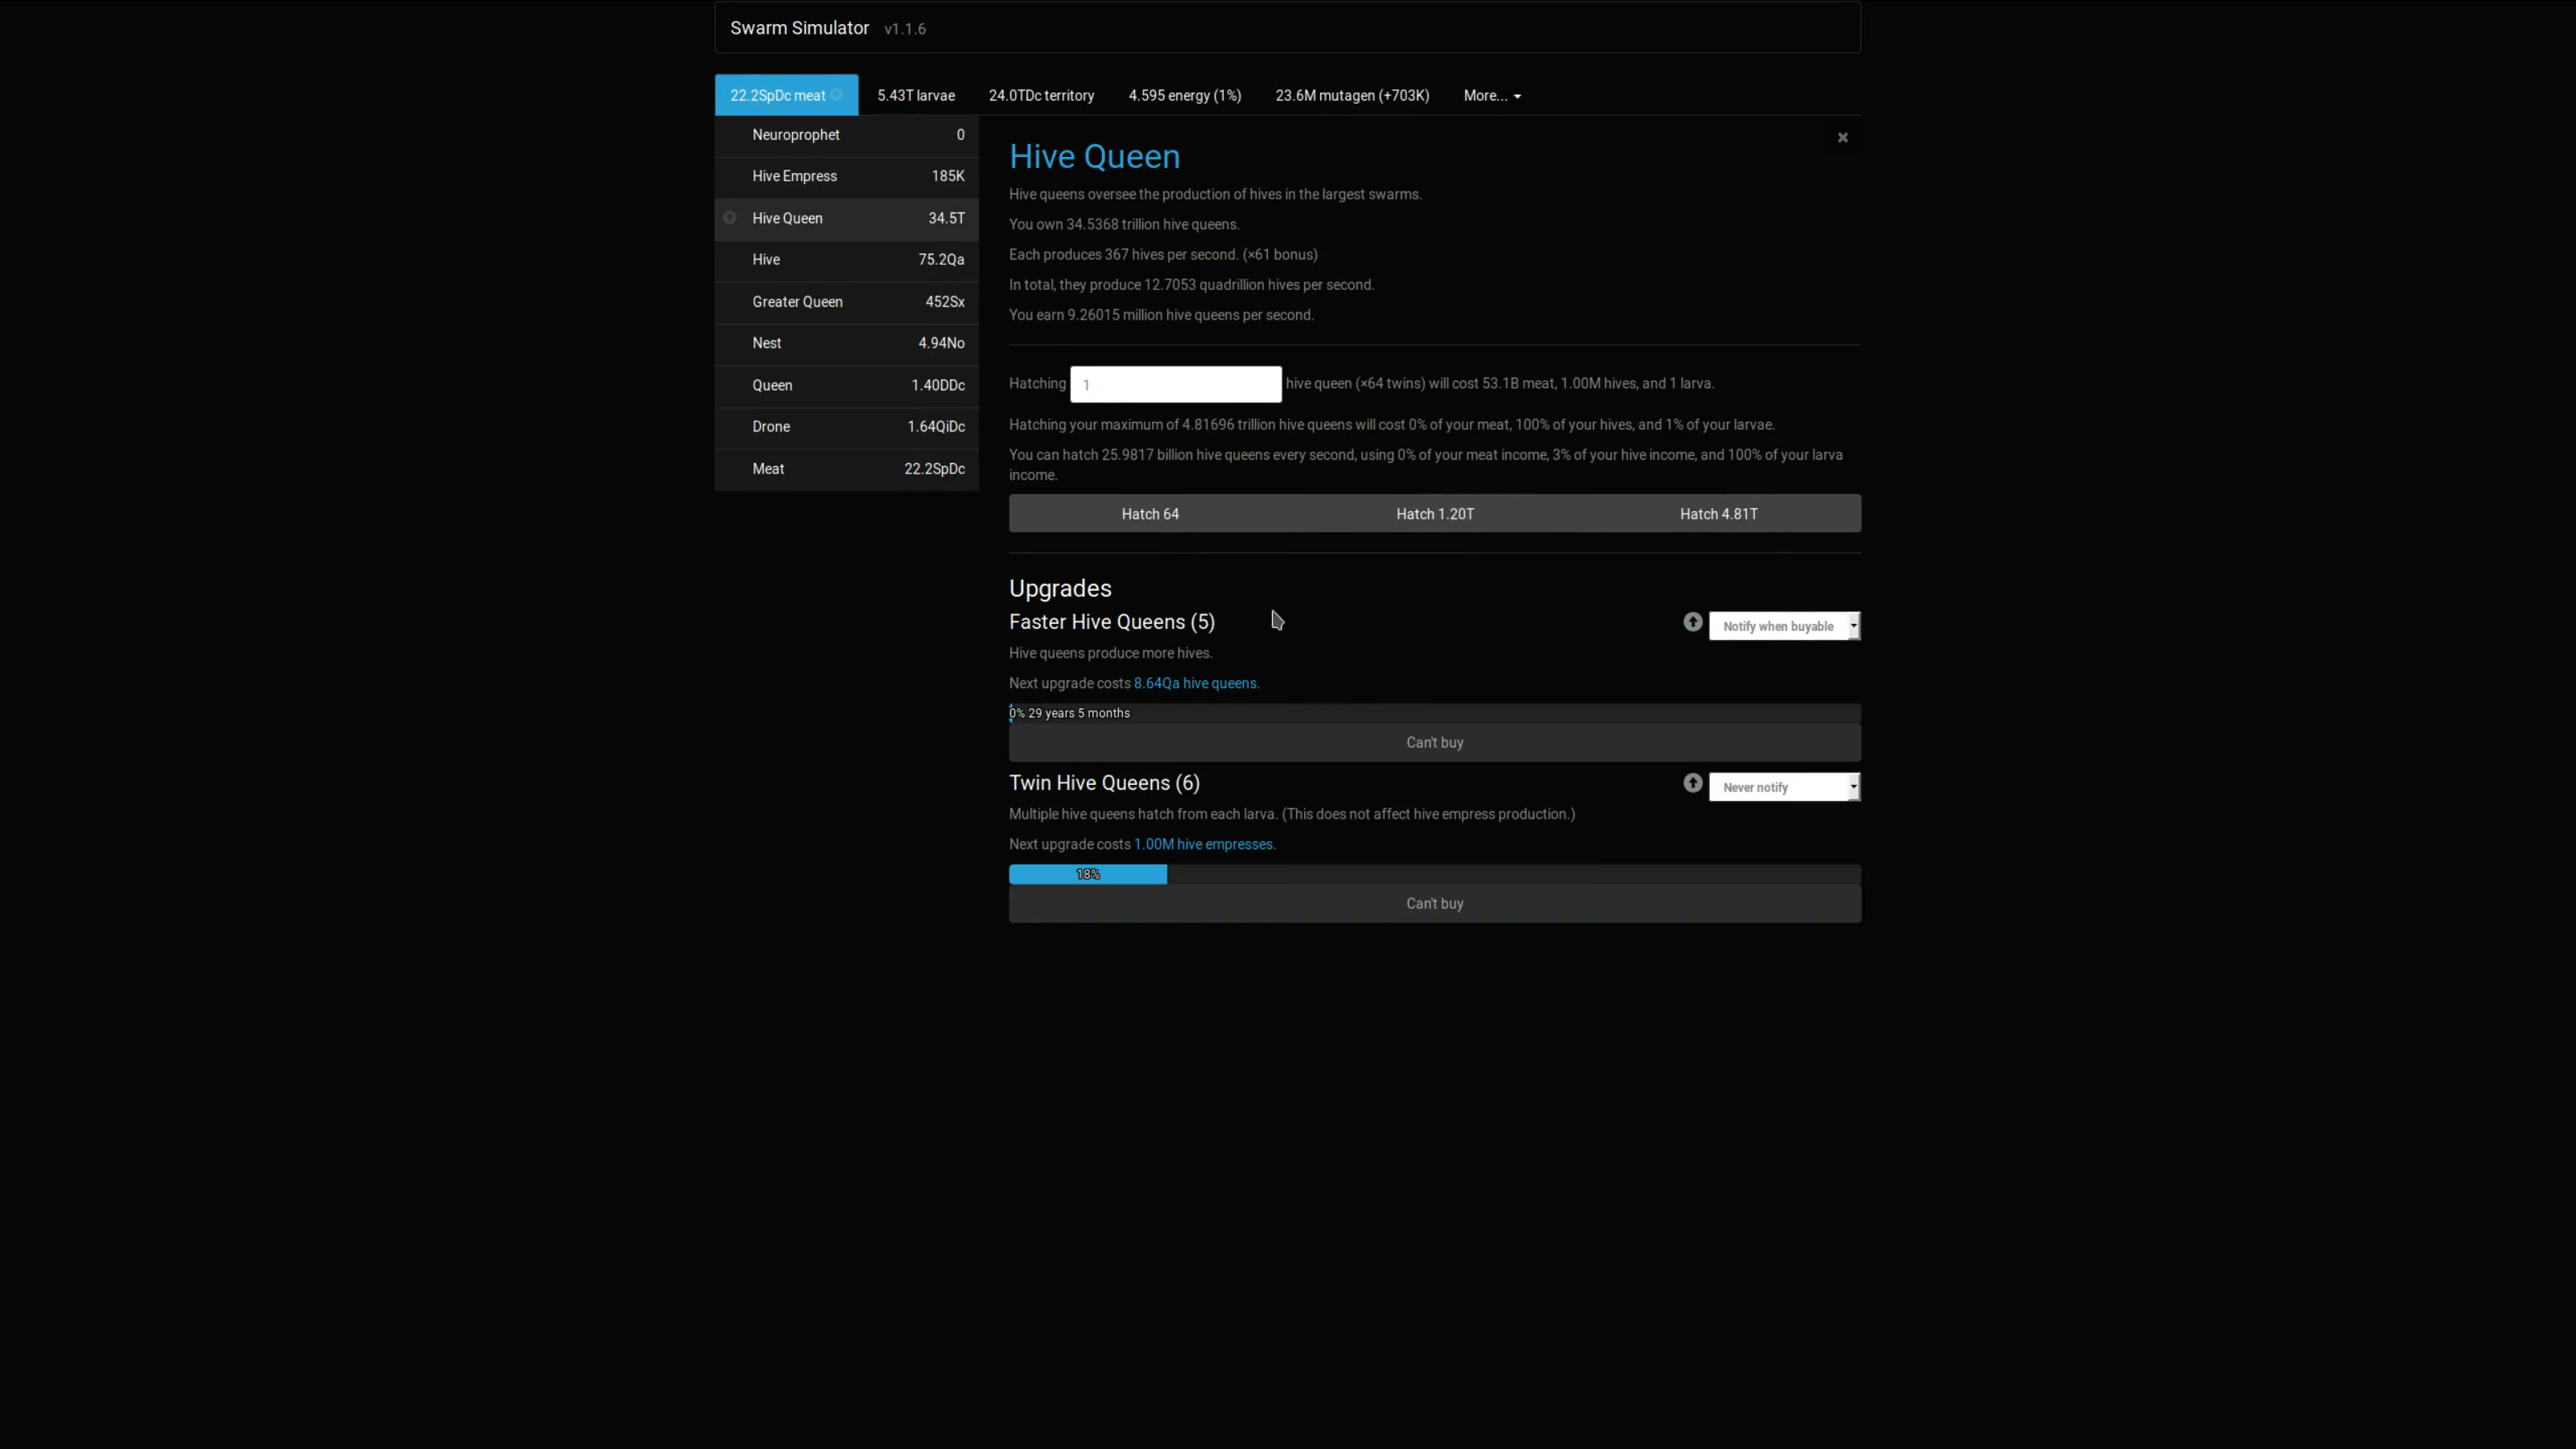 Swarm Simulator v1.1.6
22.2SpDc meat 5.43T larvae 24.0TDc territory 4.595 energy (1%) 23.6M mutagen (+703K) More...
Neuroprophet 0
Hive Empress 185K
Hive Queen 34.5T
Hive 75.2Qa
Greater Queen 452Sx
Nest 4.94No
Queen 1.40DDc
Drone 1.64QiDc
Meat 22.2SpDc
Hive Queen
Hive queens oversee the production of hives in the largest swarms.
You own 34.5368 trillion hive queens.
Each produces 367 hives per second. (×61 bonus)
In total, they produce 12.7053 quadrillion hives per second.
You earn 9.26015 million hive queens per second.
Hatching 1 hive queen (×64 twins) will cost 53.1B meat, 1.00M hives, and 1 larva.
Hatching your maximum of 4.81696 trillion hive queens will cost 0% of your meat, 100% of your hives, and 1% of your larvae.
You can hatch 25.9817 billion hive queens every second, using 0% of your meat income, 3% of your hive income, and 100% of your larva
income.
Hatch 64 Hatch 1.20T Hatch 4.81T
Upgrades
Faster Hive Queens (5) Notify when buyable
Hive queens produce more hives.
Next upgrade costs 8.64Qa hive queens.
0% 29 years 5 months
Can't buy
Twin Hive Queens (6) Never notify
Multiple hive queens hatch from each larva. (This does not affect hive empress production.)
Next upgrade costs 1.00M hive empresses.
18%
Can't buy